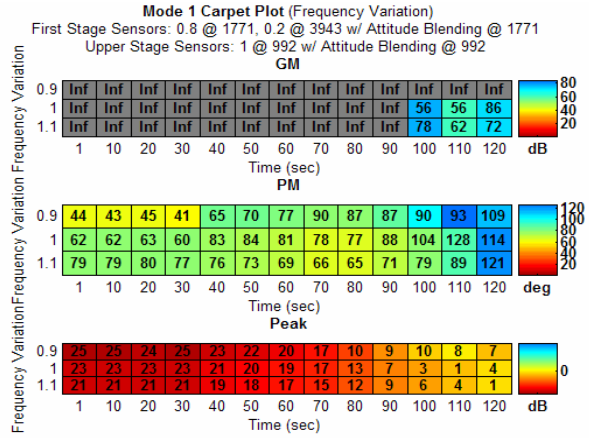 Mode 1 Carpet Plot (Frequency Variation)
First Stage Sensors: 0.8 @ 1771, 0.2 @ 3943 w/ Attitude Blending @ 1771
Upper Stage Sensors: 1 @ 992 w/ Attitude Blending @ 992
GM
Frequency Variation
0.9 Inf Inf Inf Inf Inf Inf Inf Inf Inf Inf Inf Inf Inf
1 Inf Inf Inf Inf Inf Inf Inf Inf Inf Inf 56 56 86
1.1 Inf Inf Inf Inf Inf Inf Inf Inf Inf Inf 78 62 72
1 10 20 30 40 50 60 70 80 90 100 110 120
Time (sec)
80
60
40
20
dB
PM
Frequency Variation
0.9 44 43 45 41 65 70 77 90 87 87 90 93 109
1 62 62 63 60 83 84 81 78 77 88 104 128 114
1.1 79 79 80 77 76 73 69 66 65 71 79 89 121
1 10 20 30 40 50 60 70 80 90 100 110 120
Time (sec)
120
100
80
60
40
20
deg
Peak
Frequency Variation
0.9 25 25 24 25 23 22 20 17 10 9 10 8 7
1 23 23 23 23 21 20 19 17 13 7 3 1 4
1.1 21 21 21 21 19 18 17 15 12 9 6 4 1
1 10 20 30 40 50 60 70 80 90 100 110 120
Time (sec)
0
dB